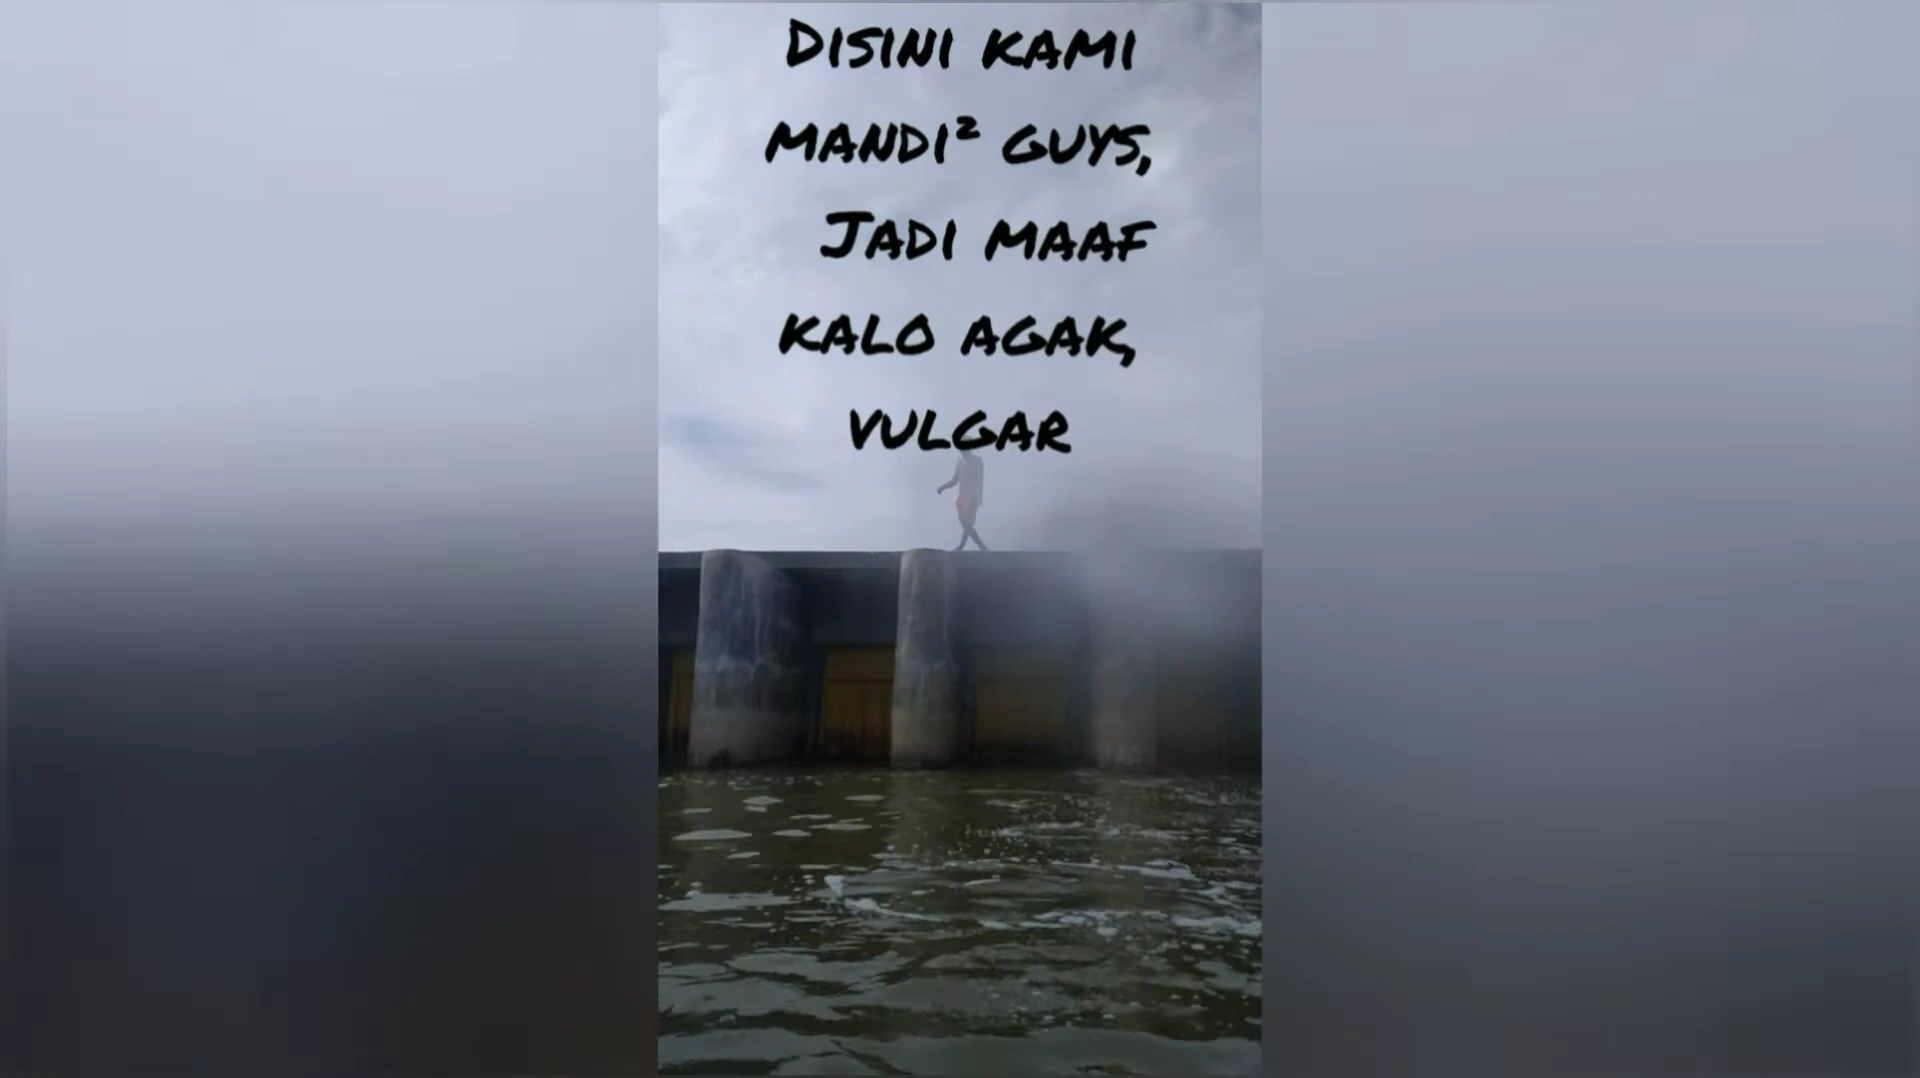 Disini kami
mandi² guys,
Jadi maaf
kalo agak,
vulgar